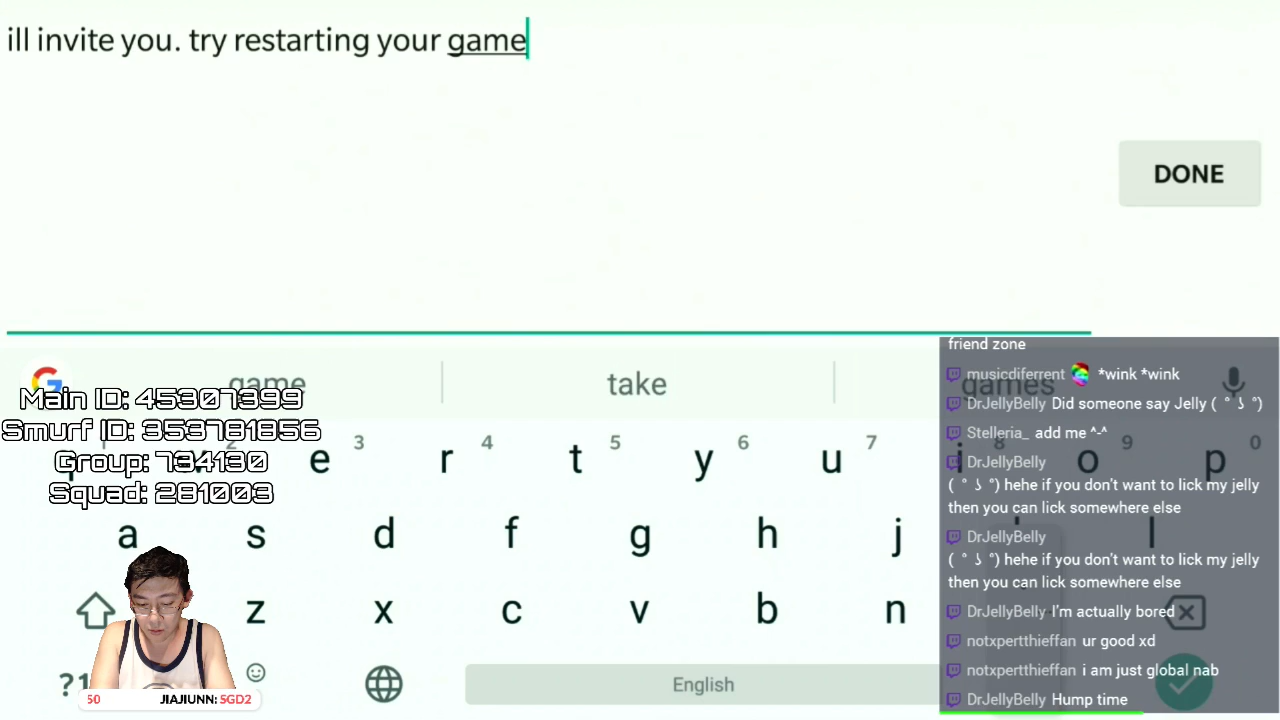 ill invite you. try restarting your game
DONE
game
take
games
Main ID: 45307399
Smurf ID: 353781856
Group: 734130
Squad: 281003
2 3 4 5 6 7 8 9 0
e r t y u i o p
a s d f g h j l
z x c v b n
?1
English
50 JIAJIUNN: SGD2
friend zone
musicdiferrent *wink *wink
DrJellyBelly Did someone say Jelly ( ͡° ͜ʖ ͡°)
Stelleria_ add me ^-^
DrJellyBelly
( ͡° ͜ʖ ͡°) hehe if you don't want to lick my jelly
then you can lick somewhere else
DrJellyBelly
( ͡° ͜ʖ ͡°) hehe if you don't want to lick my jelly
then you can lick somewhere else
DrJellyBelly I'm actually bored
notxpertthieffan ur good xd
notxpertthieffan i am just global nab
DrJellyBelly Hump time